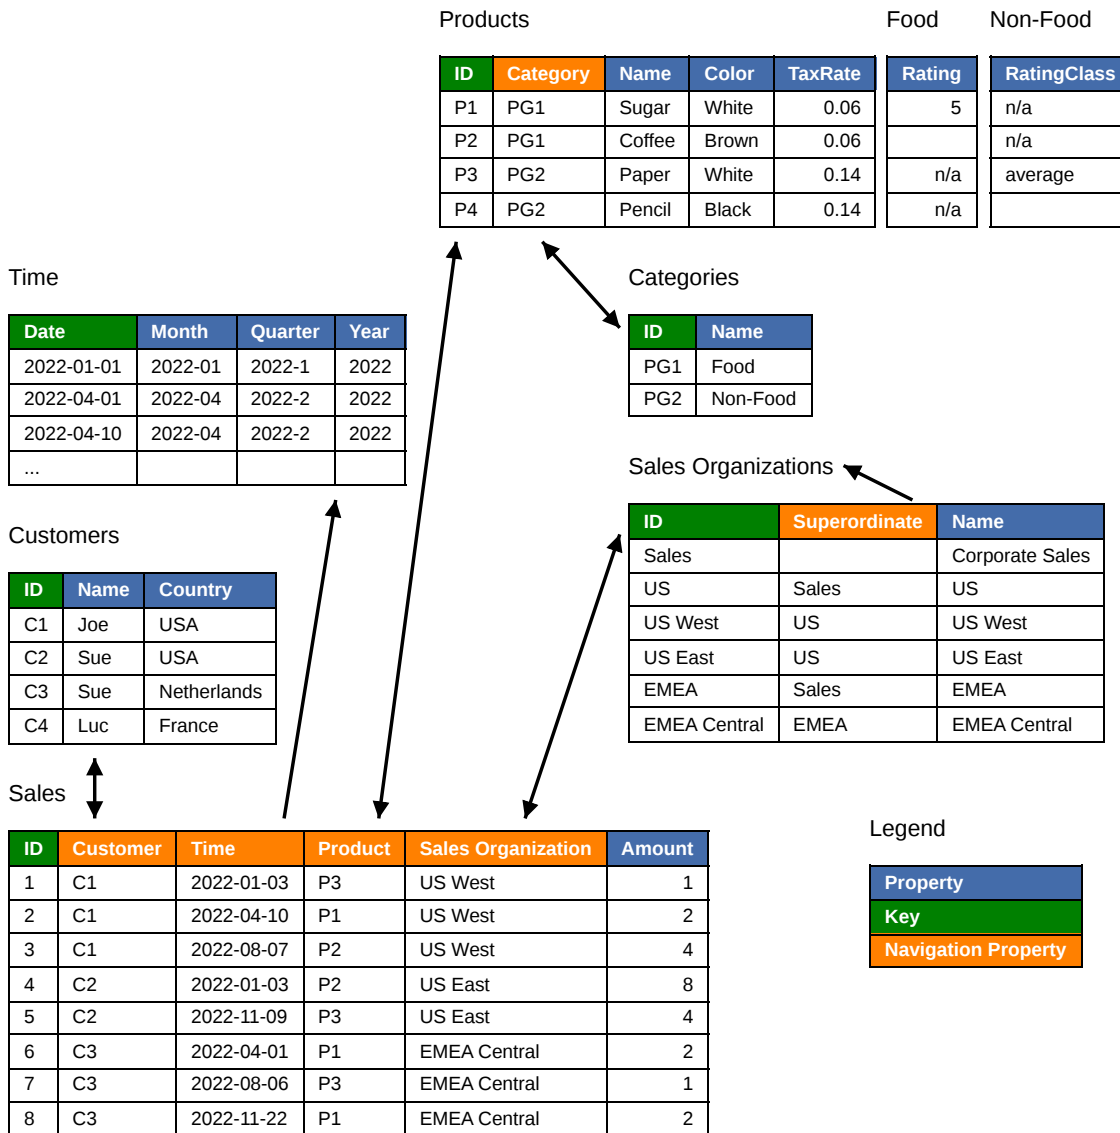 Products Food Non-Food
ID Category Name Color TaxRate Rating RatingClass
P1 PG1 Sugar White 0.06 5 n/a
P2 PG1 Coffee Brown 0.06 n/a
P3 PG2 Paper White 0.14 n/a average
P4 PG2 Pencil Black 0.14 n/a
Time
Date Month Quarter Year
2022-01-01 2022-01 2022-1 2022
2022-04-01 2022-04 2022-2 2022
2022-04-10 2022-04 2022-2 2022
...
Categories
ID Name
PG1 Food
PG2 Non-Food
Sales Organizations
ID Superordinate Name
Sales Corporate Sales
US Sales US
US West US US West
US East US US East
EMEA Sales EMEA
EMEA Central EMEA EMEA Central
Customers
ID Name Country
C1 Joe USA
C2 Sue USA
C3 Sue Netherlands
C4 Luc France
Sales
ID Customer Time Product Sales Organization Amount
1 C1 2022-01-03 P3 US West 1
2 C1 2022-04-10 P1 US West 2
3 C1 2022-08-07 P2 US West 4
4 C2 2022-01-03 P2 US East 8
5 C2 2022-11-09 P3 US East 4
6 C3 2022-04-01 P1 EMEA Central 2
7 C3 2022-08-06 P3 EMEA Central 1
8 C3 2022-11-22 P1 EMEA Central 2
Legend
Property
Key
Navigation Property